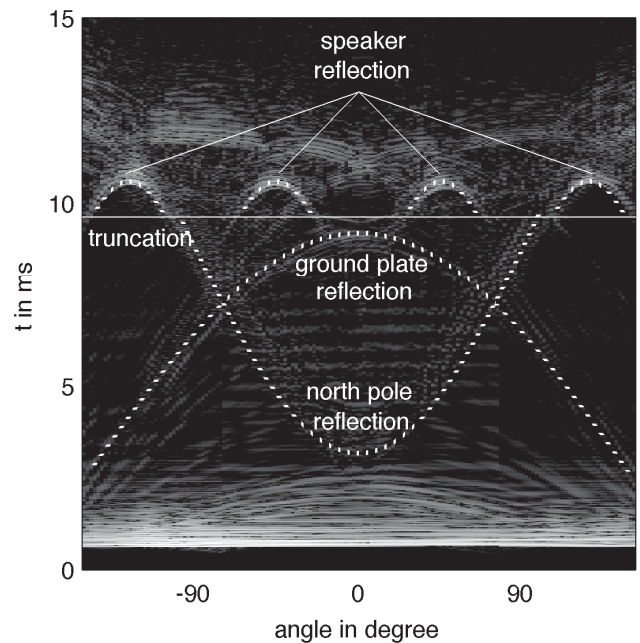 15
speaker
reflection
10
truncation
ground plate
reflection
t in ms
5
north pole
reflection
0
-90 0 90
angle in degree